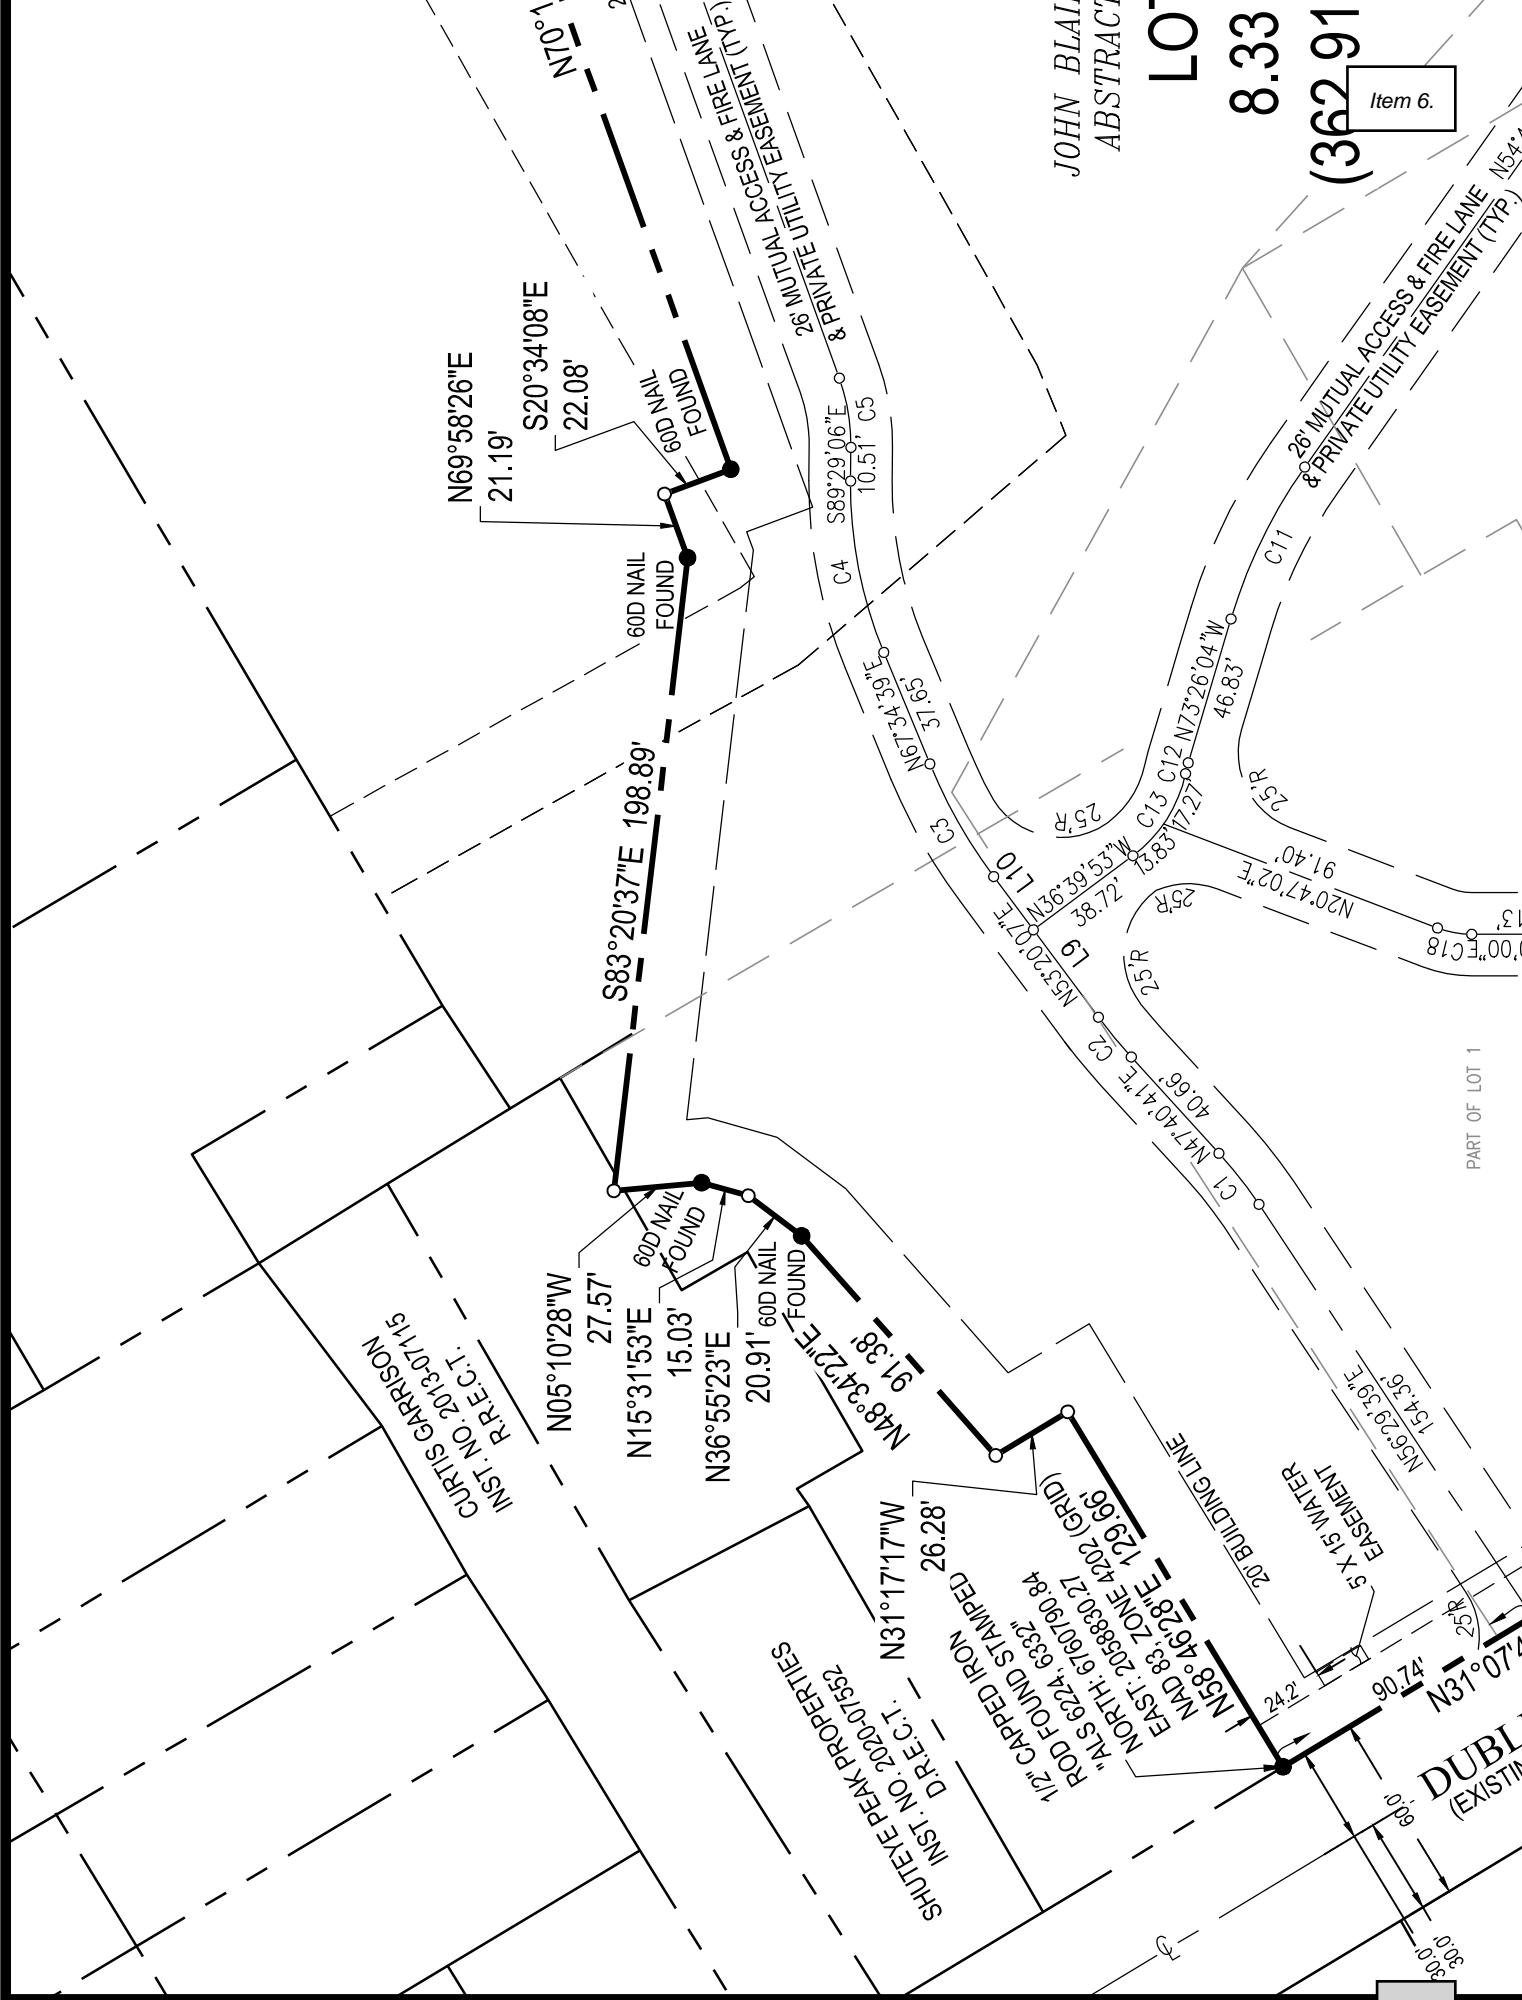 N70°1
26' MUTUAL ACCESS & FIRE LANE
& PRIVATE UTILITY EASEMENT (TYP.)
JOHN BLAI
ABSTRACT
LOT
8.33
(362,91
Item 6.
N69°58'26"E
21.19'
S20°34'08"E
22.08'
60D NAIL
FOUND
60D NAIL
FOUND
S89°29'06"E
10.51'
C5
C4
N67°34'39"E
37.65'
C3
26' MUTUAL ACCESS & FIRE LANE
& PRIVATE UTILITY EASEMENT (TYP.)
N54°4
C11
N73°26'04"W
46.83'
C12
C13
17.27'
13.83'
25'R
25'R
N36°39'53"W
38.72'
L10
N53°20'07"E
L9
25'R
25'R
91.40'
N20°47'02"E
C18
0'00"E
13'
C2
N47°40'41"E
40.66'
C1
PART OF LOT 1
S83°20'37"E 198.89'
N05°10'28"W
27.57'
60D NAIL
FOUND
N15°31'53"E
15.03'
N36°55'23"E
20.91'
60D NAIL
FOUND
N48°34'22"E
91.38'
CURTIS GARRISON
INST. NO. 2013-07115
R.R.E.C.T.
N31°17'17"W
26.28'
SHUTEYE PEAK PROPERTIES
INST. NO. 2020-07552
D.R.E.C.T.
1/2" CAPPED IRON
ROD FOUND STAMPED
"ALS 6224, 6332"
NORTH: 6760790.84
EAST: 2058830.27
NAD 83, ZONE 4202 (GRID)
N58°46'28"E 129.66'
20' BUILDING LINE
5' X 15' WATER
EASEMENT
N56°29'39"E
154.36'
25'R
24.2'
90.74'
N31°07'4
DUBLI
(EXISTIN
60.0'
30.0'
30.0'